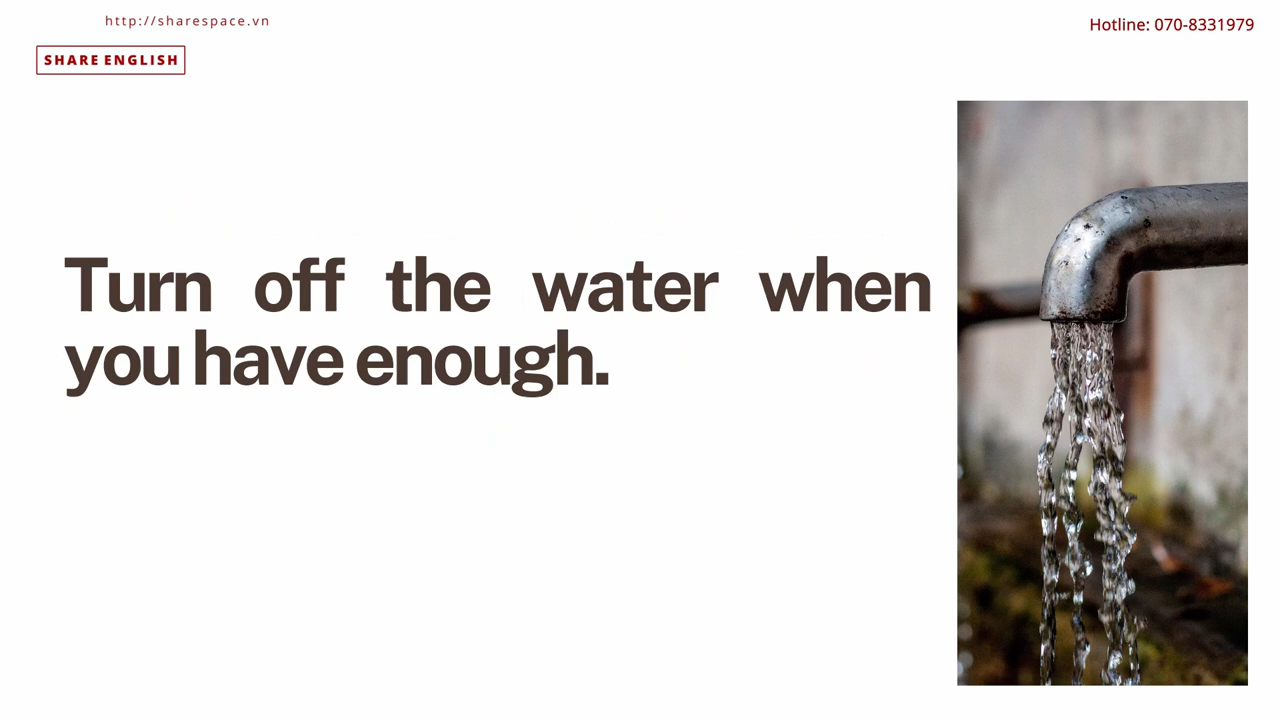 http://sharespace.vn
Hotline: 070-8331979
SHARE ENGLISH
Turn off the water when
you have enough.